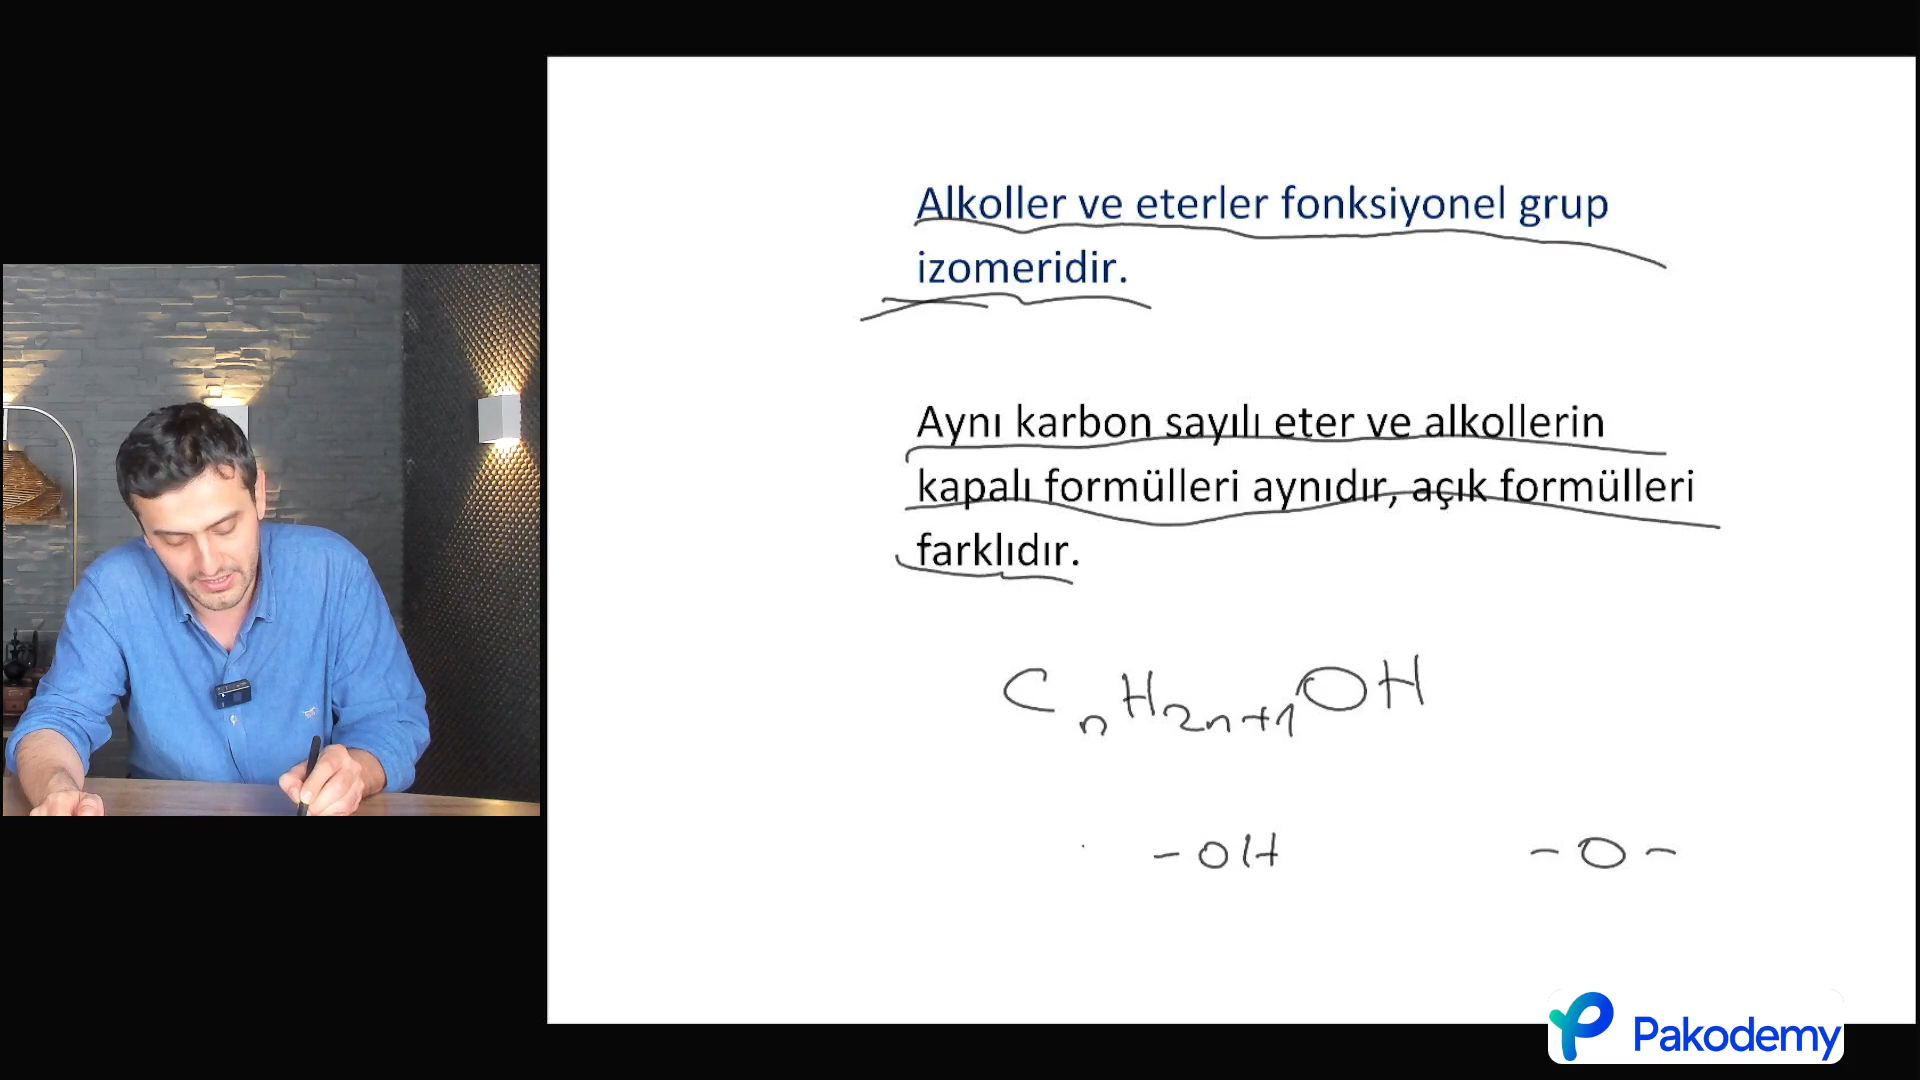 Alkoller ve eterler fonksiyonel grup
izomeridir.
Aynı karbon sayılı eter ve alkollerin
kapalı formülleri aynıdır, açık formülleri
farklıdır.
CnH2n+1OH
-OH -O-
Pakodemy